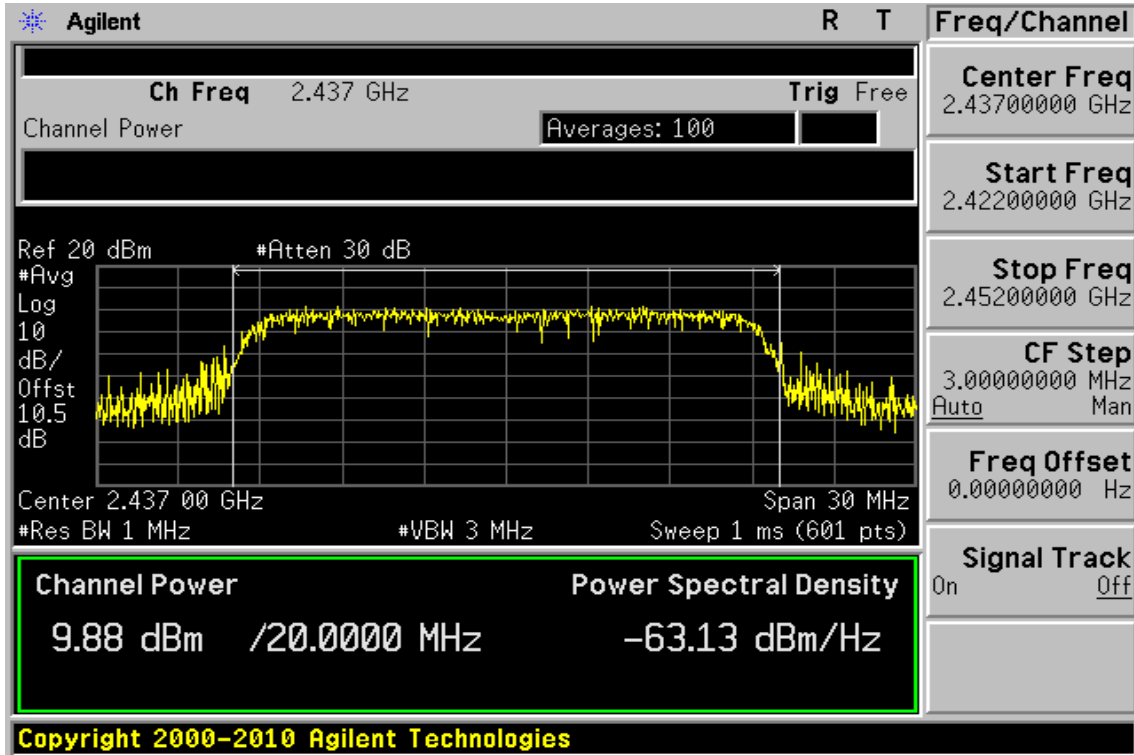 Agilent R T
Ch Freq 2.437 GHz Trig Free
Channel Power Averages: 100
Ref 20 dBm #Atten 30 dB
#Avg
Log
10
dB/
Offst
10.5
dB
Center 2.437 00 GHz Span 30 MHz
#Res BW 1 MHz #VBW 3 MHz Sweep 1 ms (601 pts)
Channel Power Power Spectral Density
9.88 dBm /20.0000 MHz -63.13 dBm/Hz
Copyright 2000-2010 Agilent Technologies
Freq/Channel
Center Freq
2.43700000 GHz
Start Freq
2.42200000 GHz
Stop Freq
2.45200000 GHz
CF Step
3.00000000 MHz
Auto Man
Freq Offset
0.00000000 Hz
Signal Track
On Off